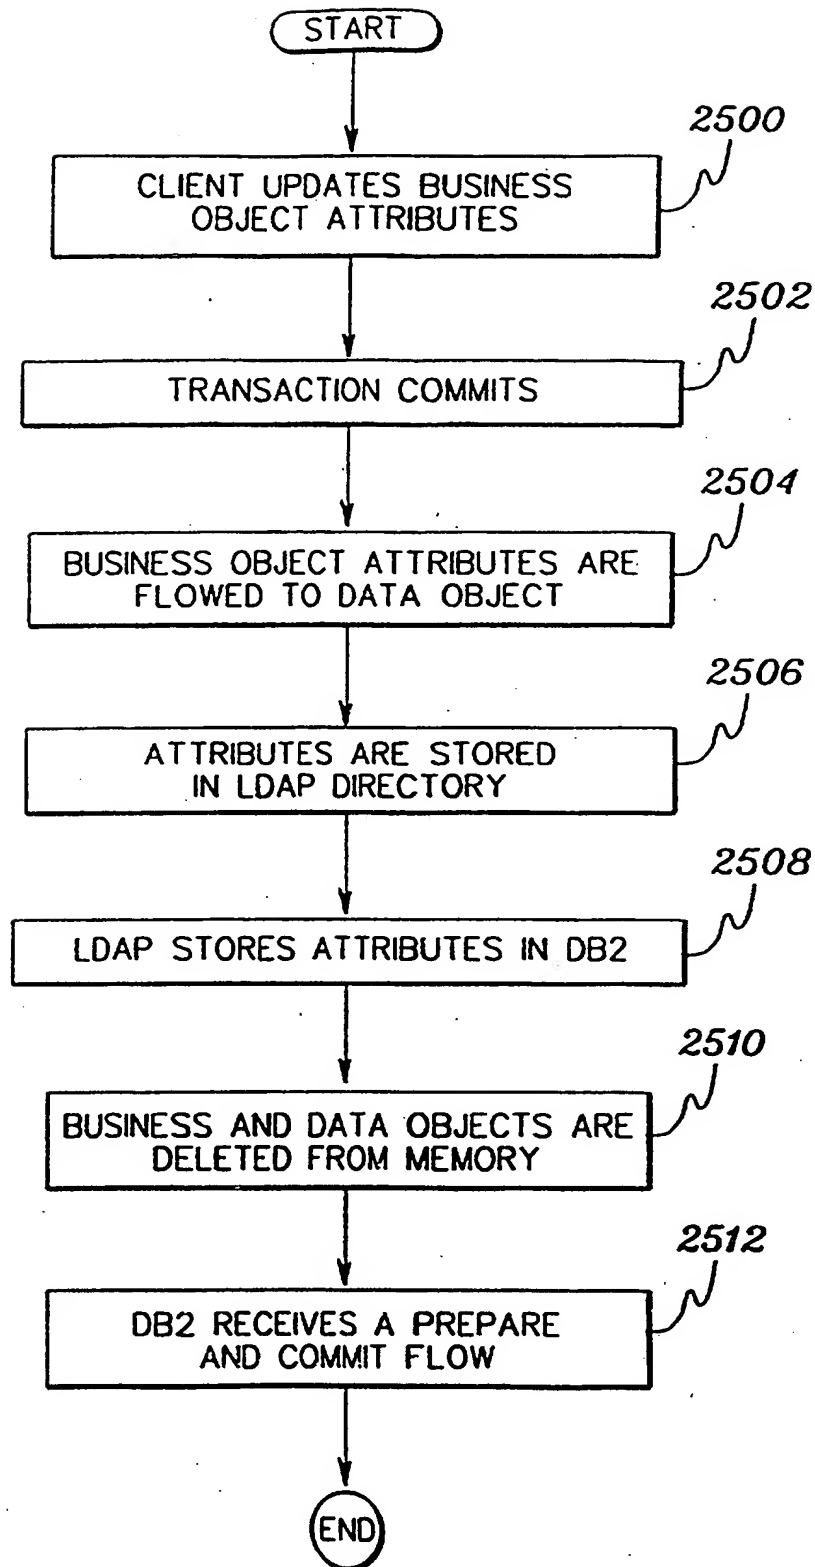 START
2500
CLIENT UPDATES BUSINESS
OBJECT ATTRIBUTES
2502
TRANSACTION COMMITS
2504
BUSINESS OBJECT ATTRIBUTES ARE
FLOWED TO DATA OBJECT
2506
ATTRIBUTES ARE STORED
IN LDAP DIRECTORY
2508
LDAP STORES ATTRIBUTES IN DB2
2510
BUSINESS AND DATA OBJECTS ARE
DELETED FROM MEMORY
2512
DB2 RECEIVES A PREPARE
AND COMMIT FLOW
END